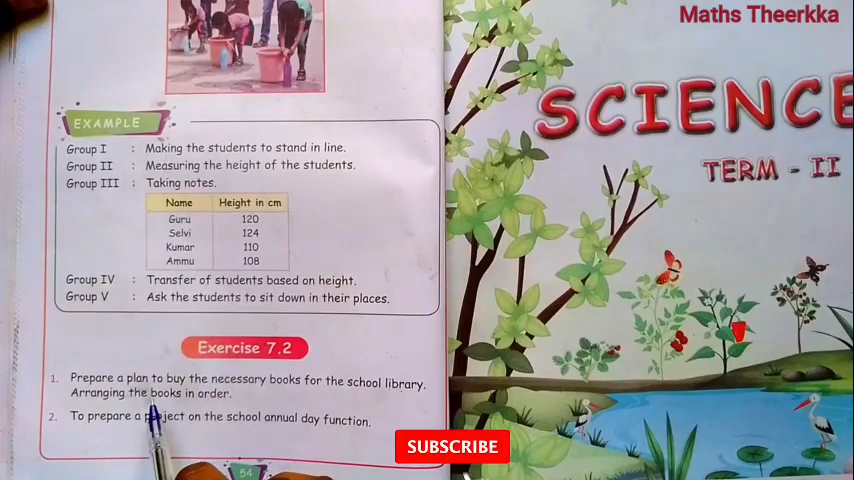 Maths Theerkka
EXAMPLE
Group I : Making the students to stand in line.
Group II : Measuring the height of the students.
Group III : Taking notes.
Name Height in cm
Guru 120
Selvi 124
Kumar 110
Ammu 108
Group IV : Transfer of students based on height.
Group V : Ask the students to sit down in their places.
Exercise 7.2
1. Prepare a plan to buy the necessary books for the school library.
Arranging the books in order.
2. To prepare a project on the school annual day function.
54
SCIENCE
TERM - II
SUBSCRIBE